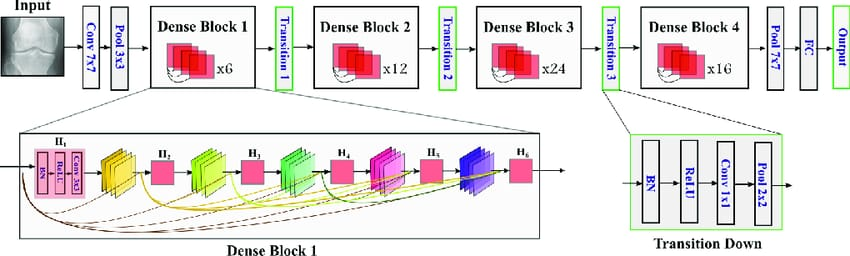 Input
Conv 7x7
Pool 3x3
Dense Block 1
x6
Transition 1
Dense Block 2
x12
Transition 2
Dense Block 3
x24
Transition 3
Dense Block 4
x16
Pool 7x7
FC
Output
H1
BN
ReLU
Conv 3x3
H2
H3
H4
H5
H6
Dense Block 1
BN
ReLU
Conv 1x1
Pool 2x2
Transition Down